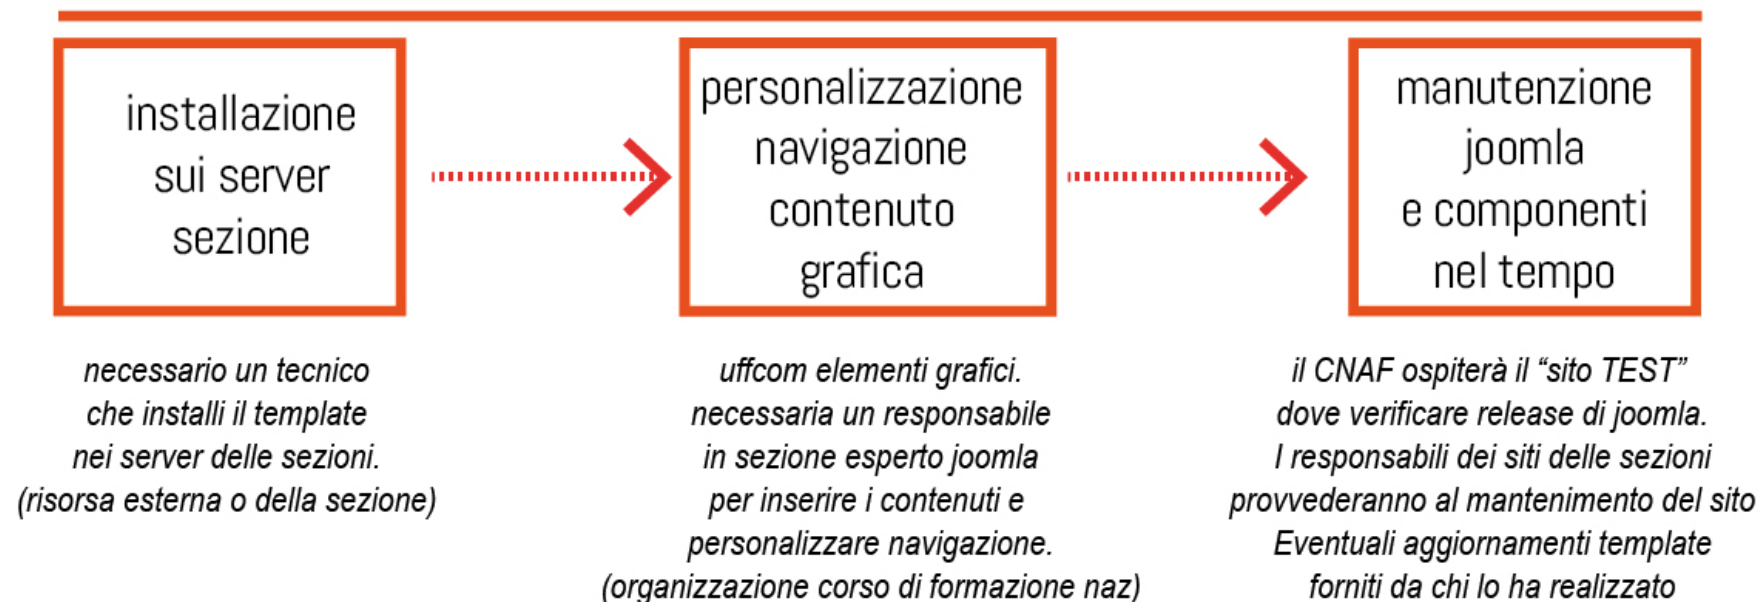 installazione
sui server
sezione
personalizzazione
navigazione
contenuto
grafica
manutenzione
joomla
e componenti
nel tempo
necessario un tecnico
che installi il template
nei server delle sezioni.
(risorsa esterna o della sezione)
uffcom elementi grafici.
necessaria un responsabile
in sezione esperto joomla
per inserire i contenuti e
personalizzare navigazione.
(organizzazione corso di formazione naz)
il CNAF ospiterà il “sito TEST”
dove verificare release di joomla.
I responsabili dei siti delle sezioni
provvederanno al mantenimento del sito
Eventuali aggiornamenti template
forniti da chi lo ha realizzato